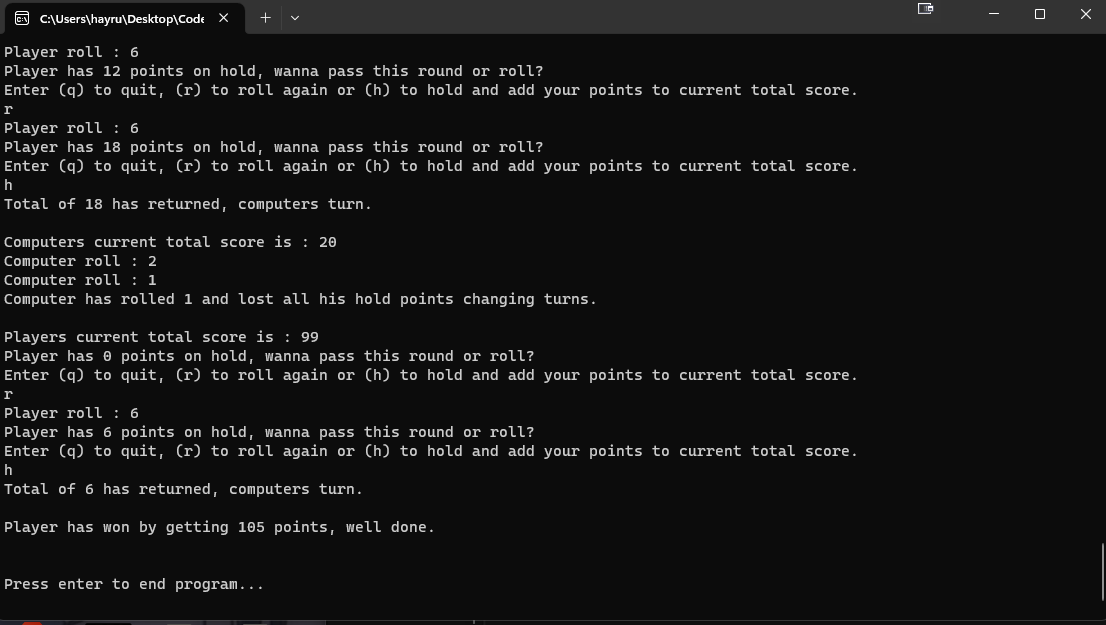 C:\Users\hayru\Desktop\Code
Player roll : 6
Player has 12 points on hold, wanna pass this round or roll?
Enter (q) to quit, (r) to roll again or (h) to hold and add your points to current total score.
r
Player roll : 6
Player has 18 points on hold, wanna pass this round or roll?
Enter (q) to quit, (r) to roll again or (h) to hold and add your points to current total score.
h
Total of 18 has returned, computers turn.
Computers current total score is : 20
Computer roll : 2
Computer roll : 1
Computer has rolled 1 and lost all his hold points changing turns.
Players current total score is : 99
Player has 0 points on hold, wanna pass this round or roll?
Enter (q) to quit, (r) to roll again or (h) to hold and add your points to current total score.
r
Player roll : 6
Player has 6 points on hold, wanna pass this round or roll?
Enter (q) to quit, (r) to roll again or (h) to hold and add your points to current total score.
h
Total of 6 has returned, computers turn.
Player has won by getting 105 points, well done.
Press enter to end program...